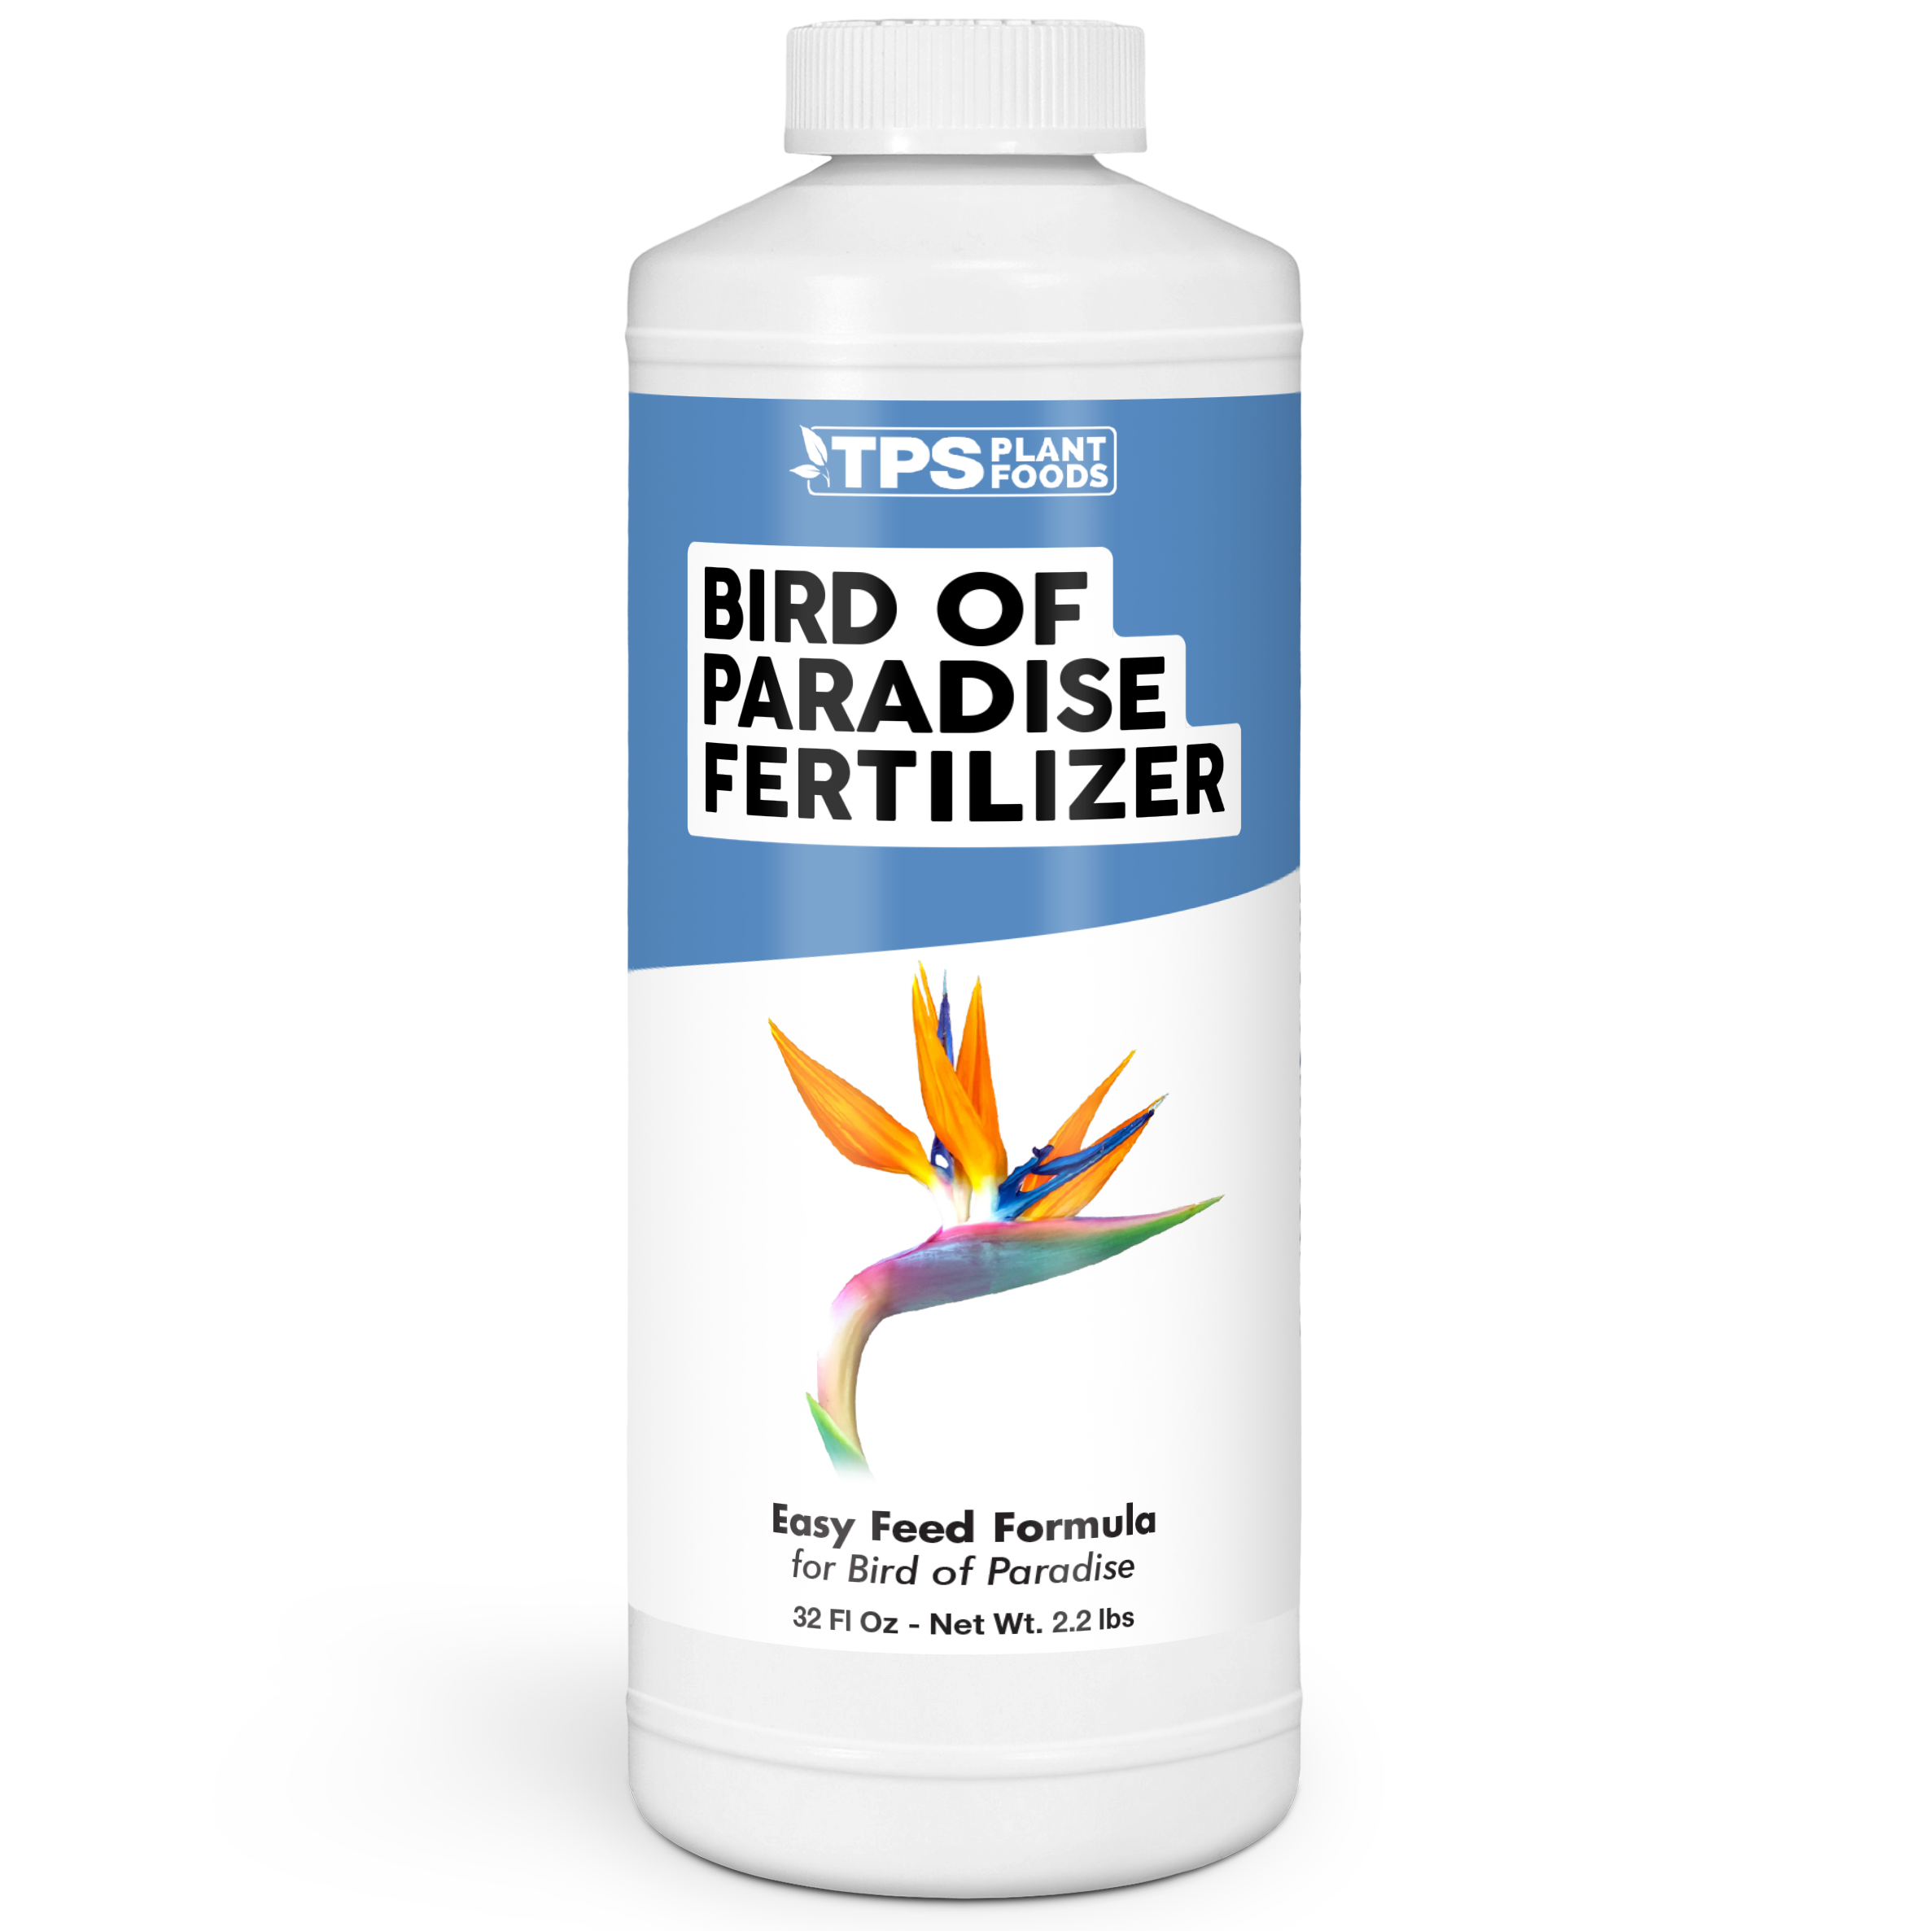 TPS PLANT FOODS
BIRD OF
PARADISE
FERTILIZER
Easy Feed Formula
for Bird of Paradise
32 Fl Oz - Net Wt. 2.2 lbs